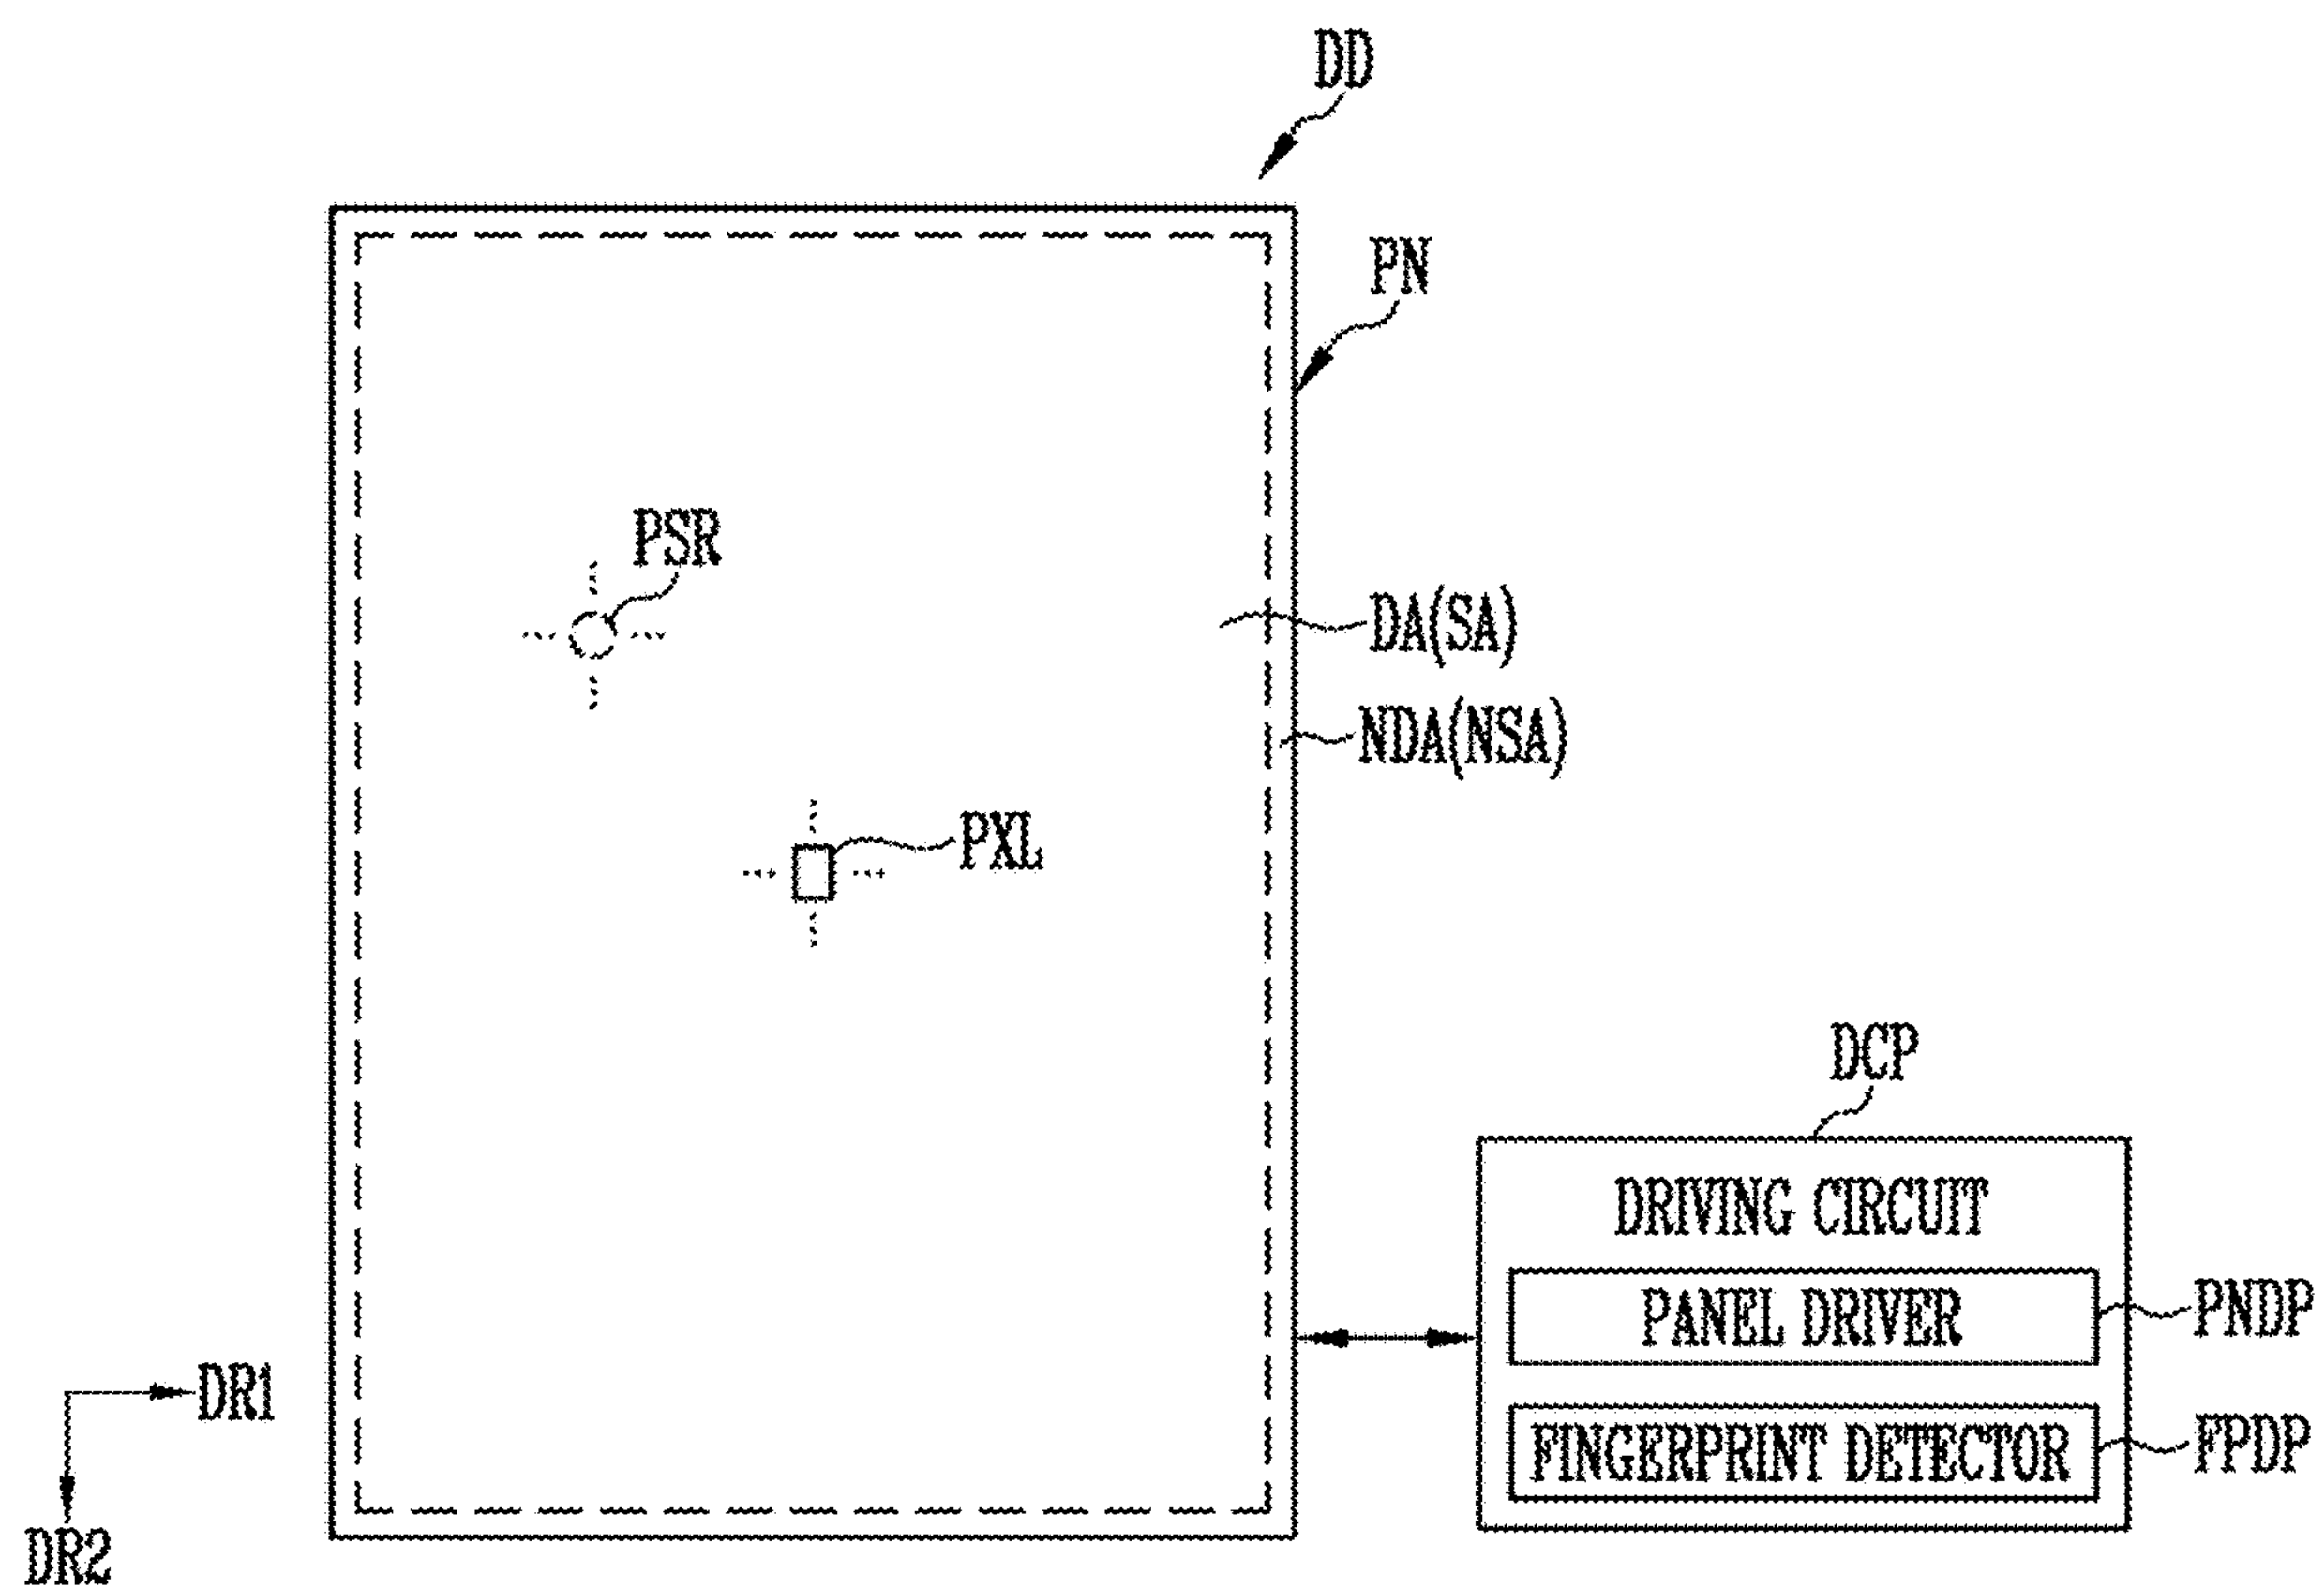 DD
PN
PSR
DA(SA)
NDA(NSA)
PXL
DCP
DRIVING CIRCUIT
PANEL DRIVER
PNDP
DR1
FINGERPRINT DETECTOR
FPDP
DR2